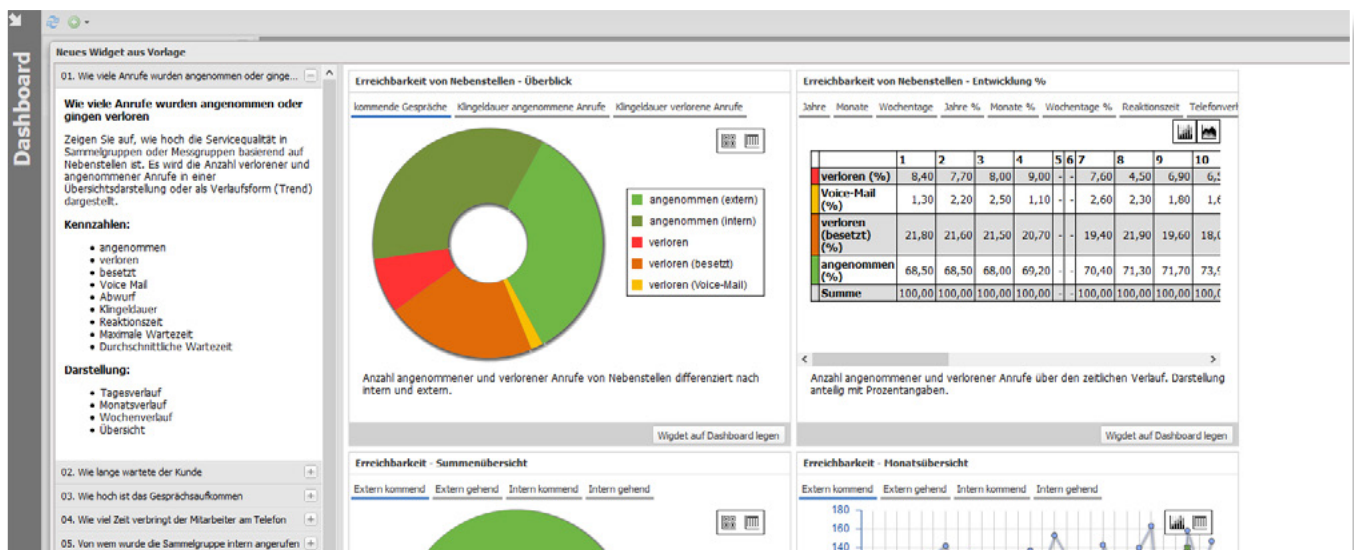 Dashboard
Neues Widget aus Vorlage
01. Wie viele Anrufe wurden angenommen oder ginge...
Wie viele Anrufe wurden angenommen oder
gingen verloren
Zeigen Sie auf, wie hoch die Servicequalität in
Sammelgruppen oder Messgruppen basierend auf
Nebenstellen ist. Es wird die Anzahl verlorener und
angenommener Anrufe in einer
Übersichtsdarstellung oder als Verlaufsform (Trend)
dargestellt.
Kennzahlen:
• angenommen
• verloren
• besetzt
• Voice Mail
• Abwurf
• Klingeldauer
• Reaktionszeit
• Maximale Wartezeit
• Durchschnittliche Wartezeit
Darstellung:
• Tagesverlauf
• Monatsverlauf
• Wochenverlauf
• Übersicht
02. Wie lange wartete der Kunde
03. Wie hoch ist das Gesprächsaufkommen
04. Wie viel Zeit verbringt der Mitarbeiter am Telefon
05. Von wem wurde die Sammelgruppe intern angerufen
Erreichbarkeit von Nebenstellen - Überblick
kommende Gespräche Klingeldauer angenommene Anrufe Klingeldauer verlorene Anrufe
angenommen (extern)
angenommen (intern)
verloren
verloren (besetzt)
verloren (Voice-Mail)
Anzahl angenommener und verlorener Anrufe von Nebenstellen differenziert nach
intern und extern.
Wigdet auf Dashboard legen
Erreichbarkeit von Nebenstellen - Entwicklung %
Jahre Monate Wochentage Jahre % Monate % Wochentage % Reaktionszeit Telefonverl
1 2 3 4 5 6 7 8 9 10
verloren (%) 8,40 7,70 8,00 9,00 - - 7,60 4,50 6,90 6,
Voice-Mail
(%) 1,30 2,20 2,50 1,10 - - 2,60 2,30 1,80 1,
verloren
(besetzt)
(%) 21,80 21,60 21,50 20,70 - - 19,40 21,90 19,60 18,
angenommen
(%) 68,50 68,50 68,00 69,20 - - 70,40 71,30 71,70 73,
Summe 100,00 100,00 100,00 100,00 - - 100,00 100,00 100,00 100,
Anzahl angenommener und verlorener Anrufe über den zeitlichen Verlauf. Darstellung
anteilig mit Prozentangaben.
Wigdet auf Dashboard legen
Erreichbarkeit - Summenübersicht
Extern kommend Extern gehend Intern kommend Intern gehend
Erreichbarkeit - Monatsübersicht
Extern kommend Extern gehend Intern kommend Intern gehend
180
160
140